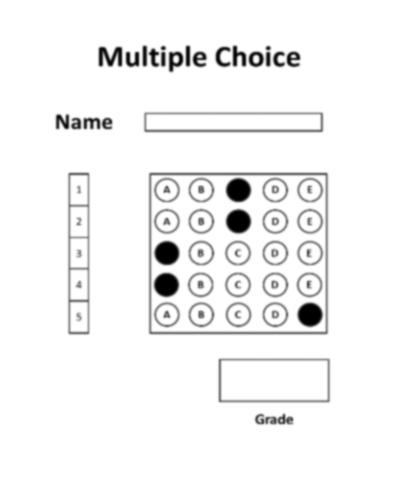 Multiple Choice
Name
1 A B D E
2 A B D E
3 B C D E
4 B C D E
5 A B C D
Grade